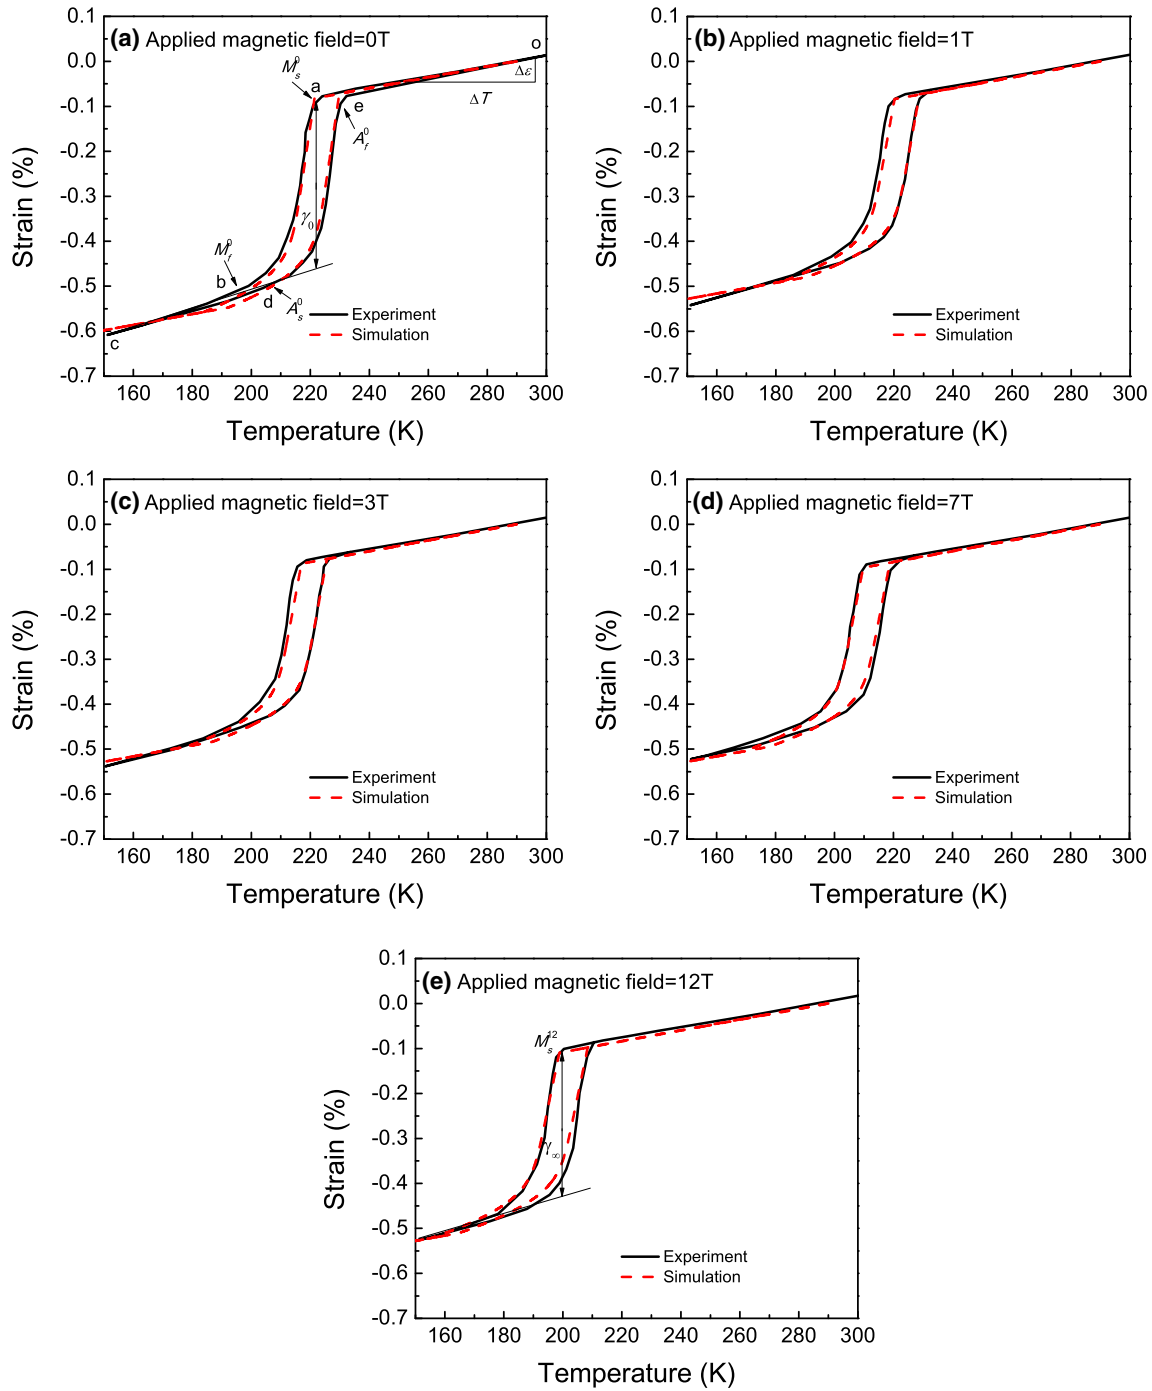 (a) Applied magnetic field=0T
0.1
0.0
-0.1
-0.2
-0.3
-0.4
-0.5
-0.6
-0.7
Strain (%)
o
Δε
ΔT
M_s^0
a
e
A_f^0
γ_0
M_f^0
b
d
A_s^0
c
Experiment
Simulation
160 180 200 220 240 260 280 300
Temperature (K)
(b) Applied magnetic field=1T
0.1
0.0
-0.1
-0.2
-0.3
-0.4
-0.5
-0.6
-0.7
Strain (%)
Experiment
Simulation
160 180 200 220 240 260 280 300
Temperature (K)
(c) Applied magnetic field=3T
0.1
0.0
-0.1
-0.2
-0.3
-0.4
-0.5
-0.6
-0.7
Strain (%)
Experiment
Simulation
160 180 200 220 240 260 280 300
Temperature (K)
(d) Applied magnetic field=7T
0.1
0.0
-0.1
-0.2
-0.3
-0.4
-0.5
-0.6
-0.7
Strain (%)
Experiment
Simulation
160 180 200 220 240 260 280 300
Temperature (K)
(e) Applied magnetic field=12T
0.1
0.0
-0.1
-0.2
-0.3
-0.4
-0.5
-0.6
-0.7
Strain (%)
M_s^12
γ_∞
Experiment
Simulation
160 180 200 220 240 260 280 300
Temperature (K)